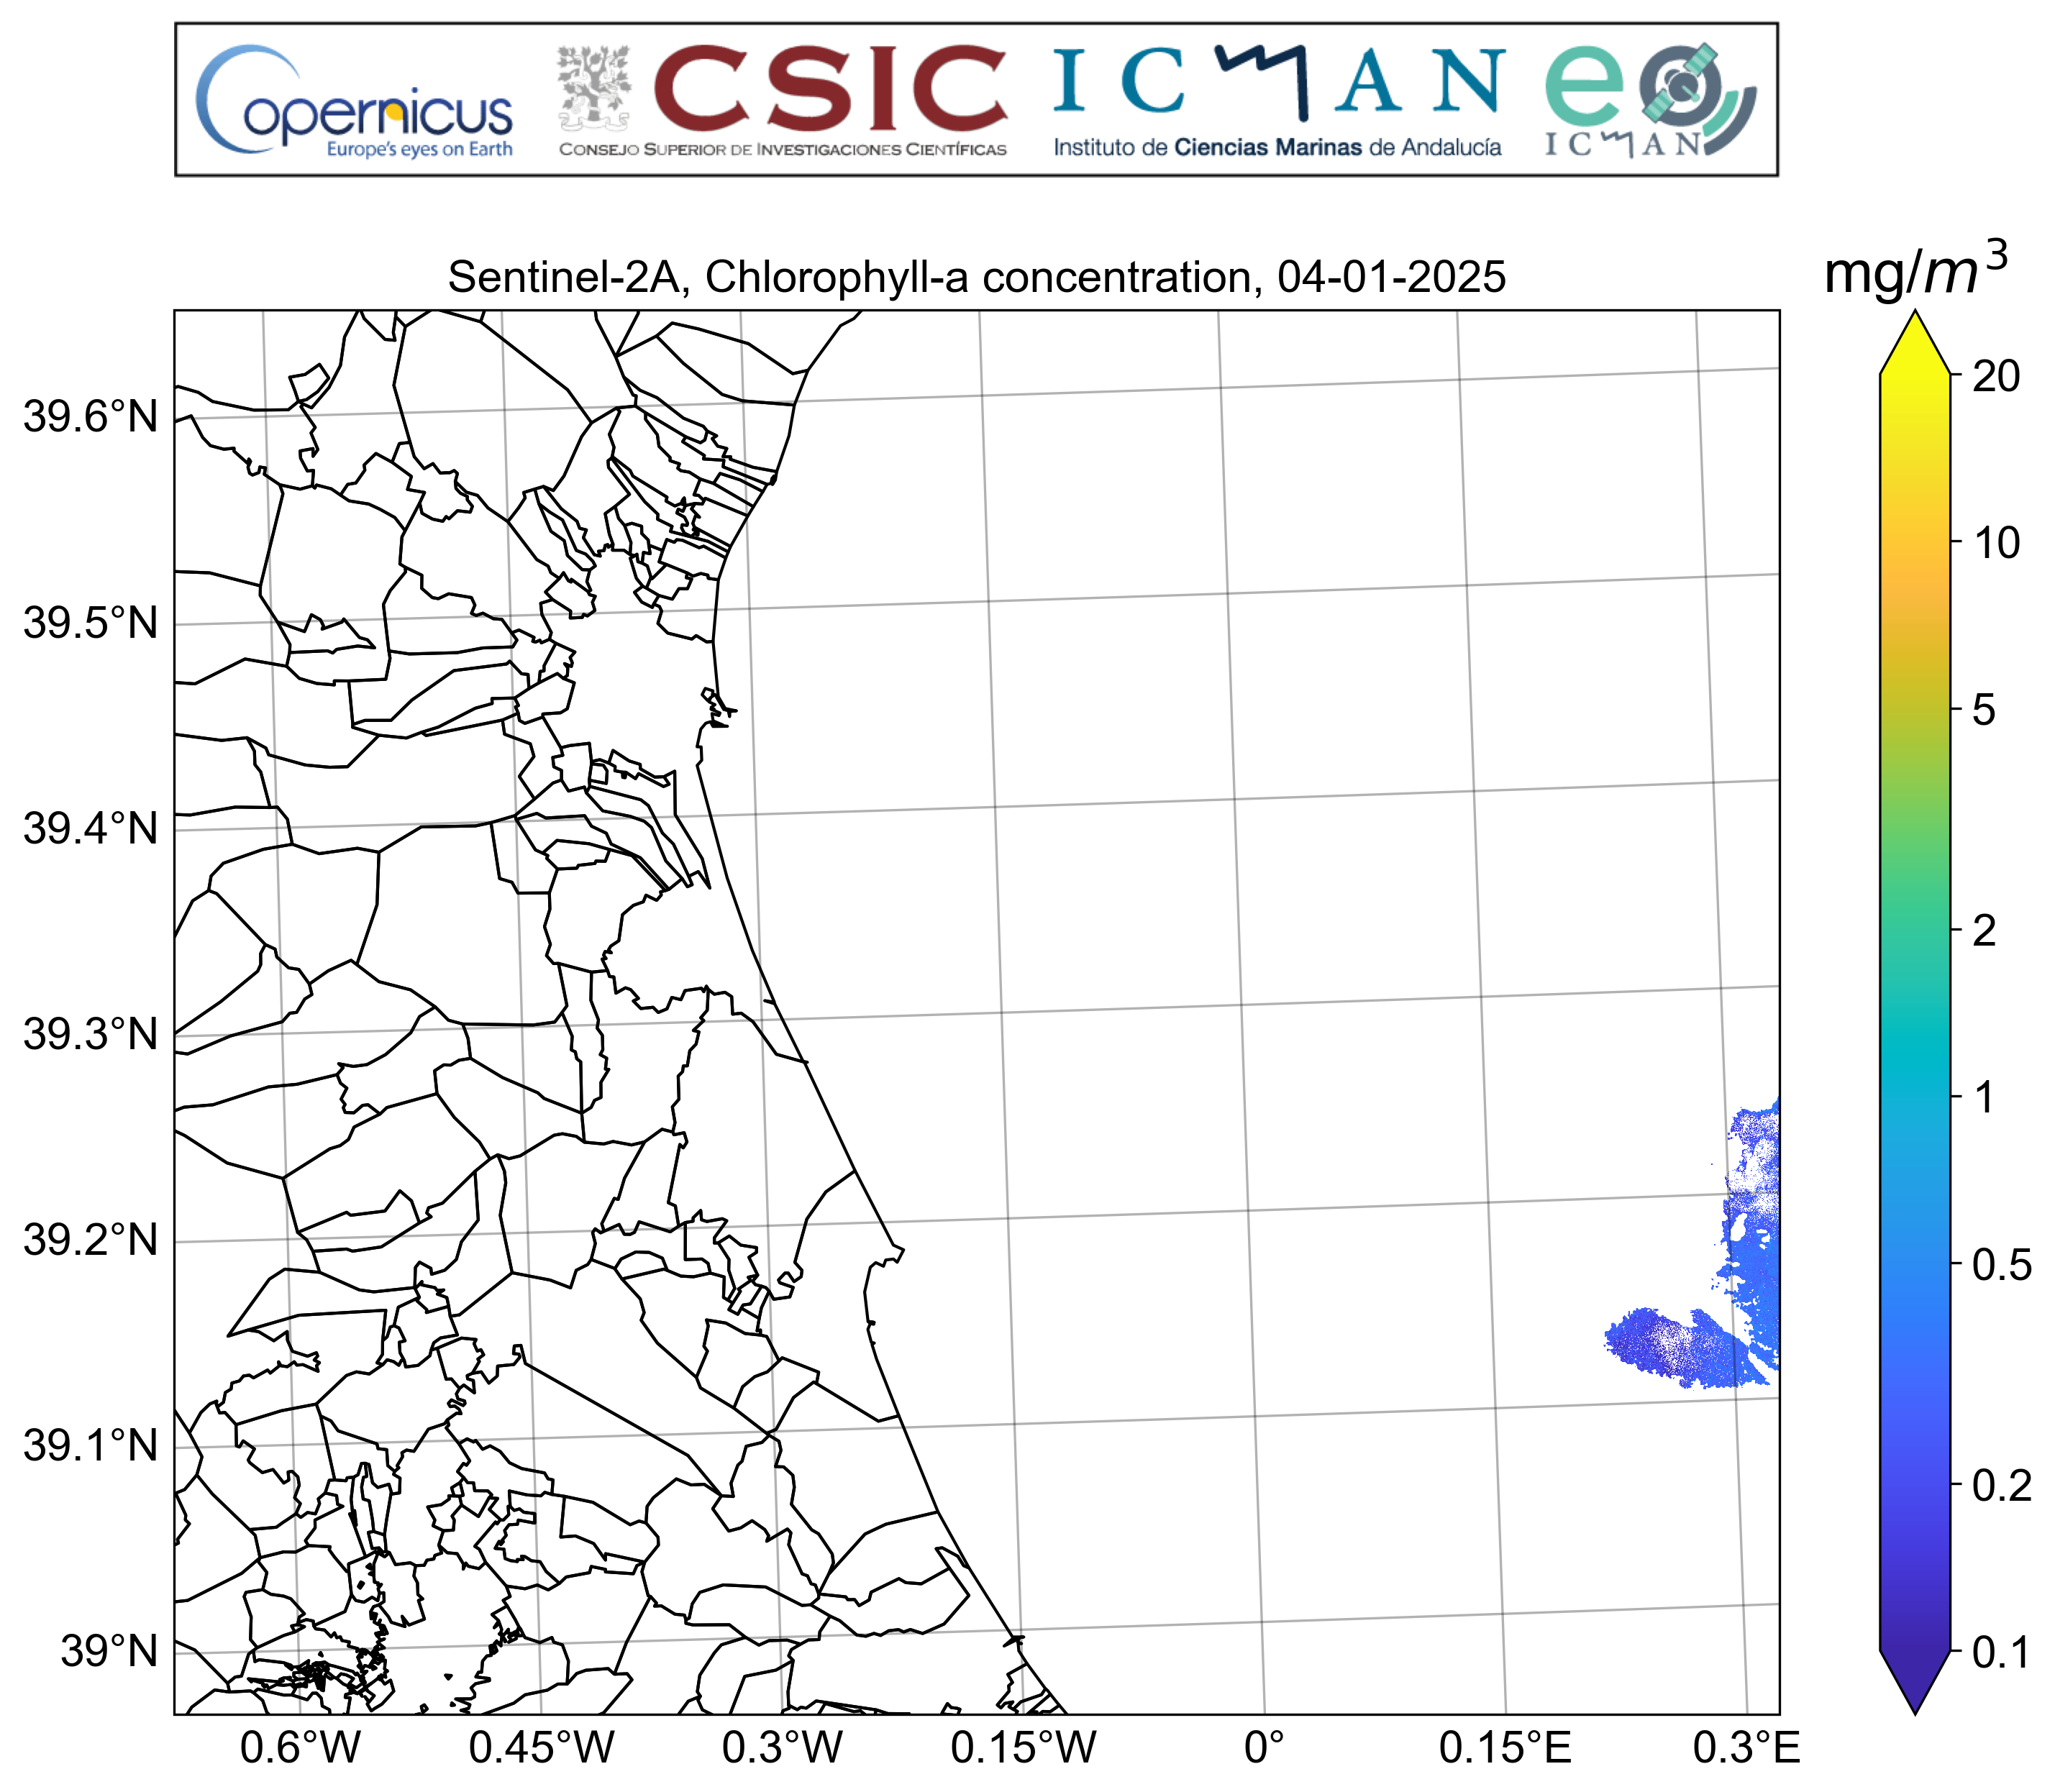 opernicus
Europe's eyes on Earth
CSIC
CONSEJO SUPERIOR DE INVESTIGACIONES CIENTÍFICAS
ICMAN
Instituto de Ciencias Marinas de Andalucía
eo
ICMAN
Sentinel-2A, Chlorophyll-a concentration, 04-01-2025
mg/m³
39.6°N
39.5°N
39.4°N
39.3°N
39.2°N
39.1°N
39°N
0.6°W 0.45°W 0.3°W 0.15°W 0° 0.15°E 0.3°E
20
10
5
2
1
0.5
0.2
0.1